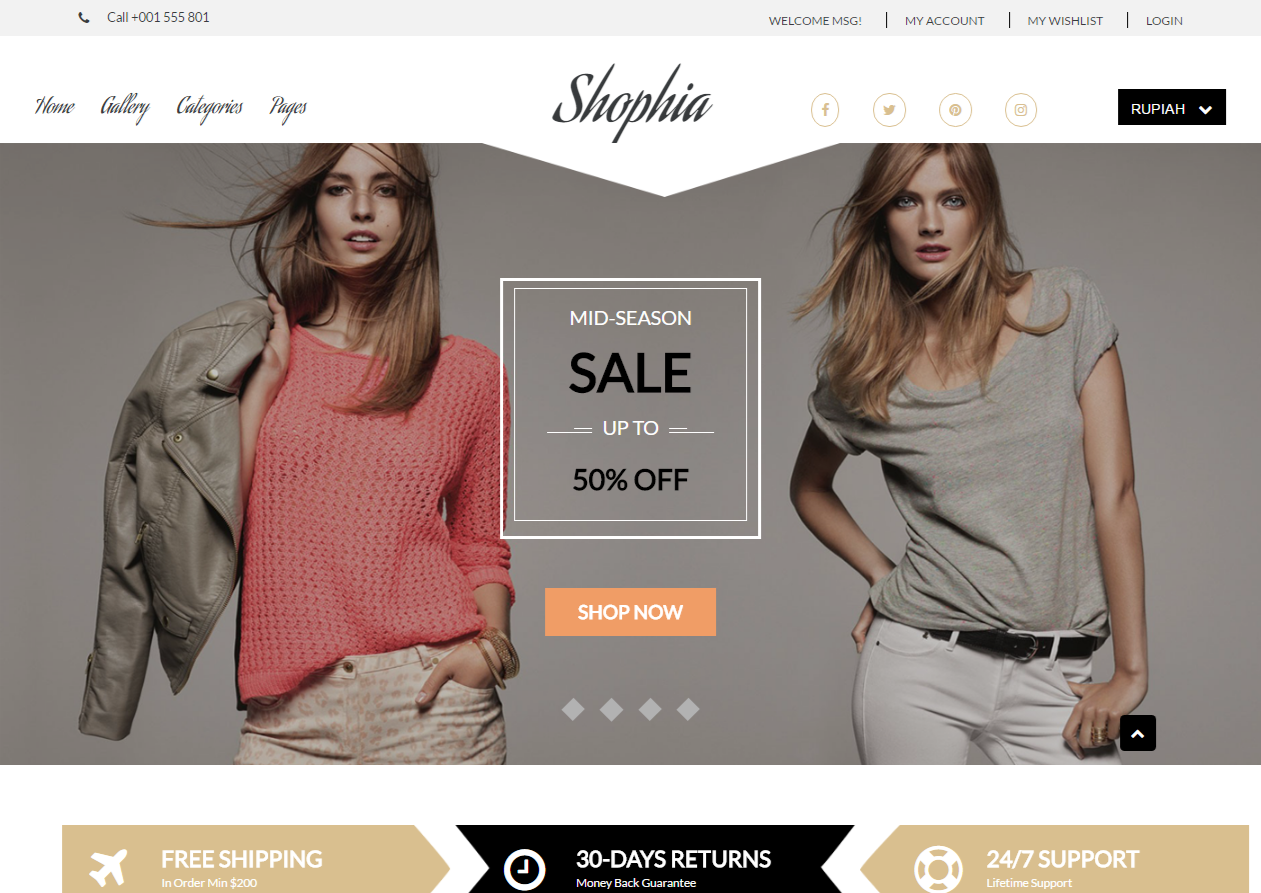 Call +001 555 801
WELCOME MSG!
MY ACCOUNT
MY WISHLIST
LOGIN
Home
Gallery
Categories
Pages
Shophia
RUPIAH
MID-SEASON
SALE
UP TO
50% OFF
SHOP NOW
FREE SHIPPING
In Order Min $200
30-DAYS RETURNS
Money Back Guarantee
24/7 SUPPORT
Lifetime Support